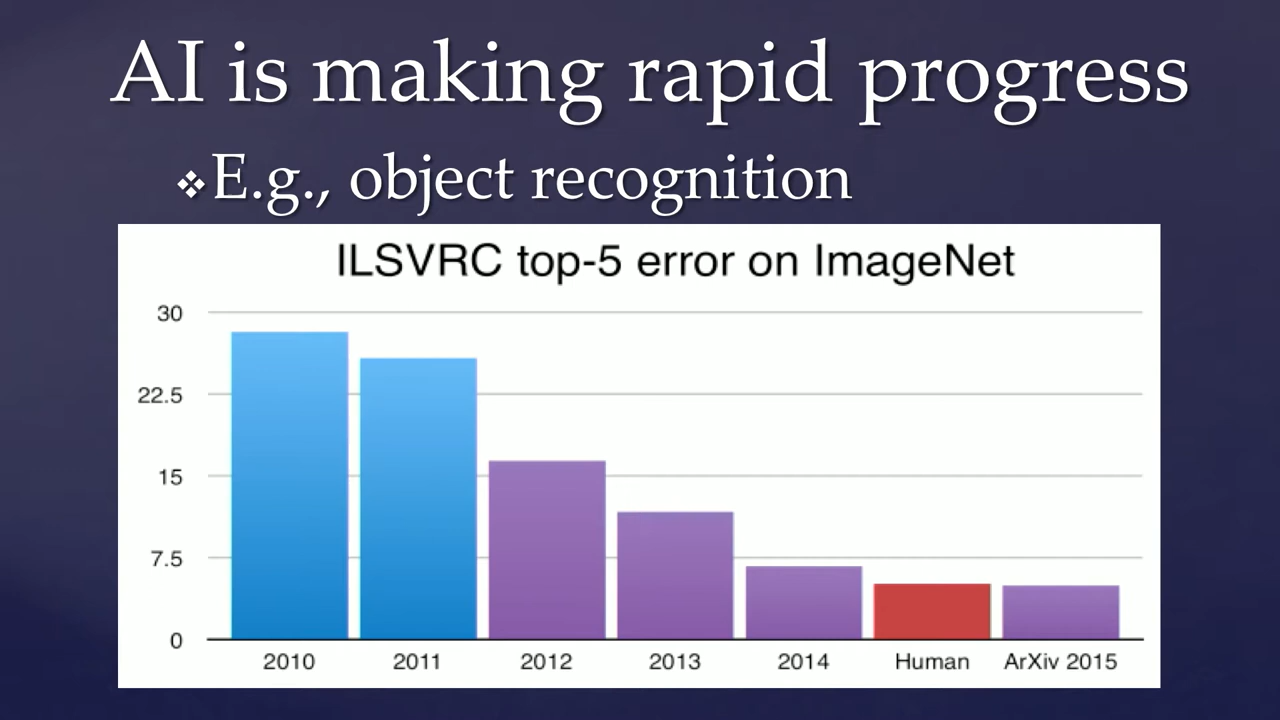 AI is making rapid progress
❖E.g., object recognition
ILSVRC top-5 error on ImageNet
30
22.5
15
7.5
0
2010 2011 2012 2013 2014 Human ArXiv 2015